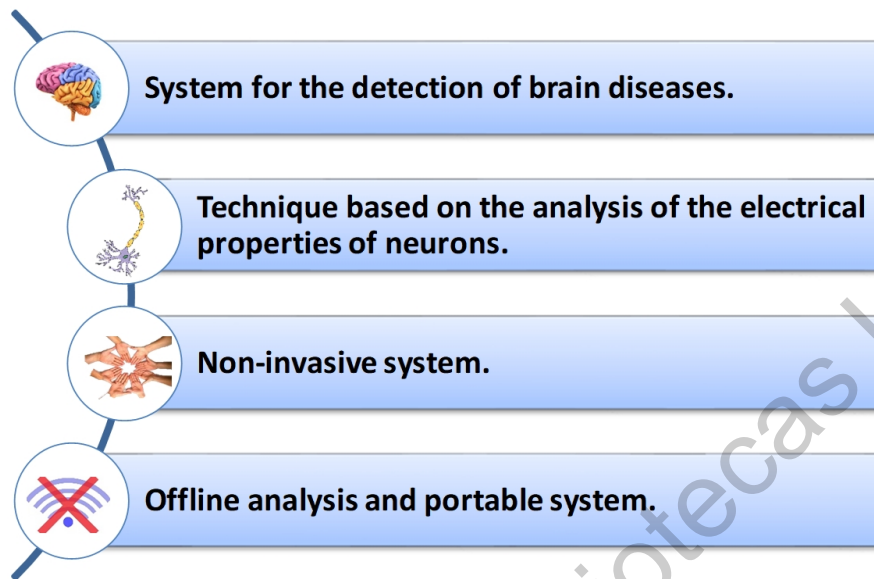 System for the detection of brain diseases.
Technique based on the analysis of the electrical
properties of neurons.
Non-invasive system.
Offline analysis and portable system.